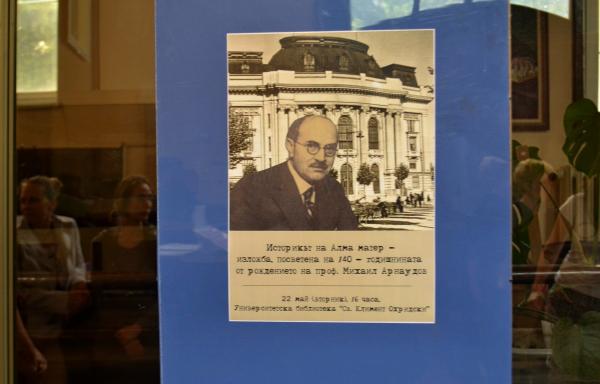 Историкът на Алма матер –
изложба, посветена на 140 – годишнината
от рождението на проф. Михаил Арнаудов
22 май (вторник), 16 часа,
Университетска библиотека "Св. Климент Охридски"